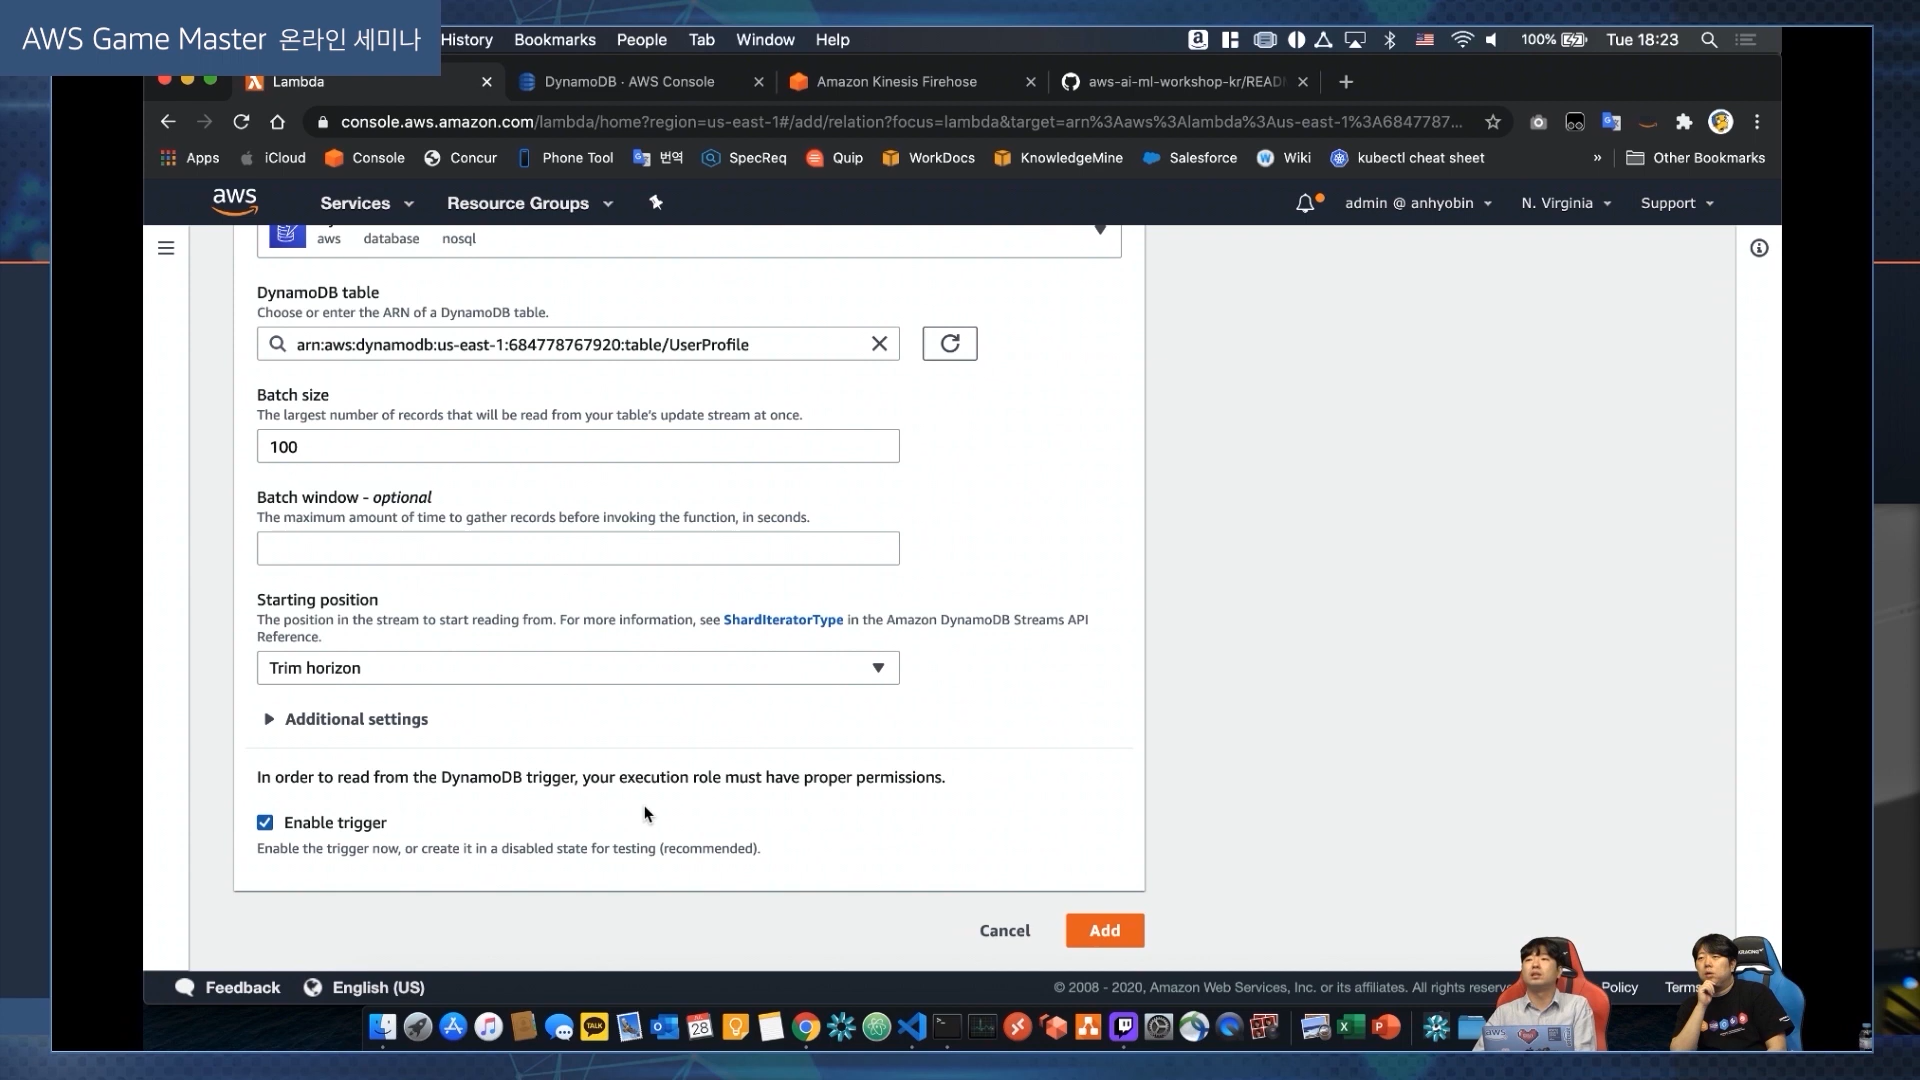 AWS Game Master 온라인 세미나
History Bookmarks People Tab Window Help
100% Tue 18:23
Lambda
DynamoDB · AWS Console
Amazon Kinesis Firehose
aws-ai-ml-workshop-kr/READ
console.aws.amazon.com/lambda/home?region=us-east-1#/add/relation?focus=lambda&target=arn%3Aaws%3Alambda%3Aus-east-1%3A6847787...
Apps iCloud Console Concur Phone Tool 번역 SpecReq Quip WorkDocs KnowledgeMine Salesforce Wiki kubectl cheat sheet » Other Bookmarks
aws Services Resource Groups admin @ anhyobin N. Virginia Support
aws database nosql
DynamoDB table
Choose or enter the ARN of a DynamoDB table.
arn:aws:dynamodb:us-east-1:684778767920:table/UserProfile
Batch size
The largest number of records that will be read from your table's update stream at once.
100
Batch window - optional
The maximum amount of time to gather records before invoking the function, in seconds.
Starting position
The position in the stream to start reading from. For more information, see ShardIteratorType in the Amazon DynamoDB Streams API
Reference.
Trim horizon
Additional settings
In order to read from the DynamoDB trigger, your execution role must have proper permissions.
Enable trigger
Enable the trigger now, or create it in a disabled state for testing (recommended).
Cancel Add
Feedback English (US)
© 2008 - 2020, Amazon Web Services, Inc. or its affiliates. All rights reserve Policy Terms
TALK
28
aws